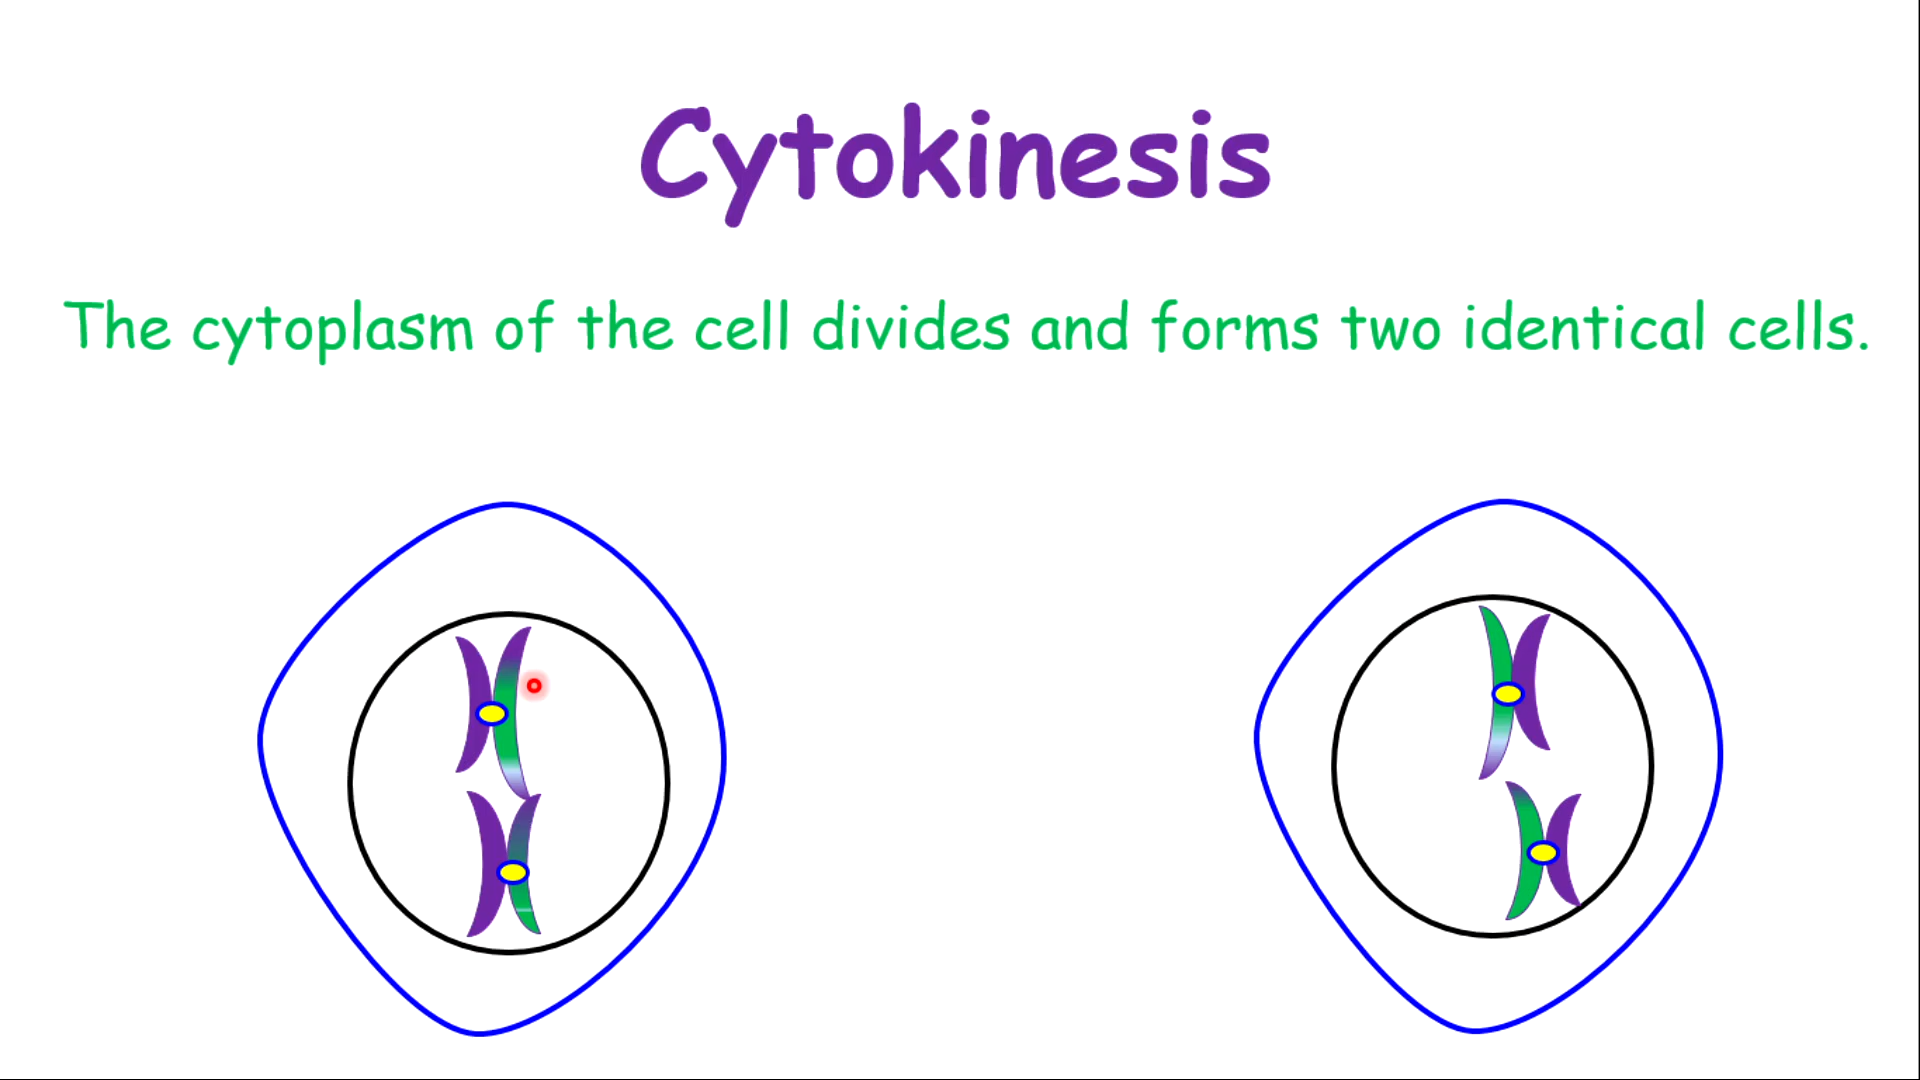 Cytokinesis
The cytoplasm of the cell divides and forms two identical cells.